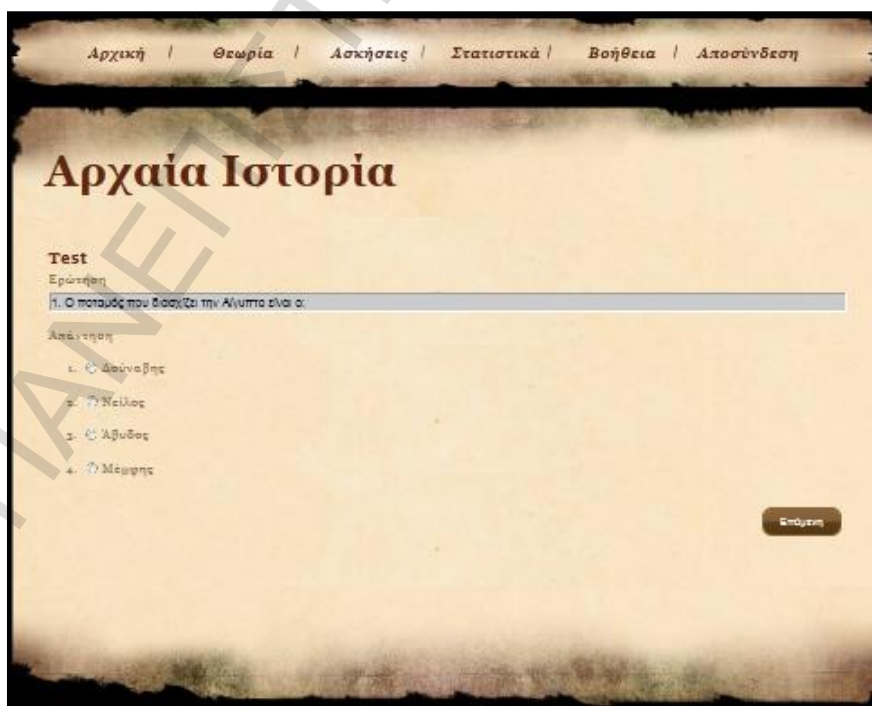 Αρχική / Θεωρία / Ασκήσεις / Στατιστικά / Βοήθεια / Αποσύνδεση
Αρχαία Ιστορία
Test
Ερώτηση
1. Ο ποταμός που διασχίζει την Αίγυπτο είναι ο:
Απάντηση
1. Δούναβης
2. Νείλος
3. Άβυδος
4. Μέμφης
Επόμενη